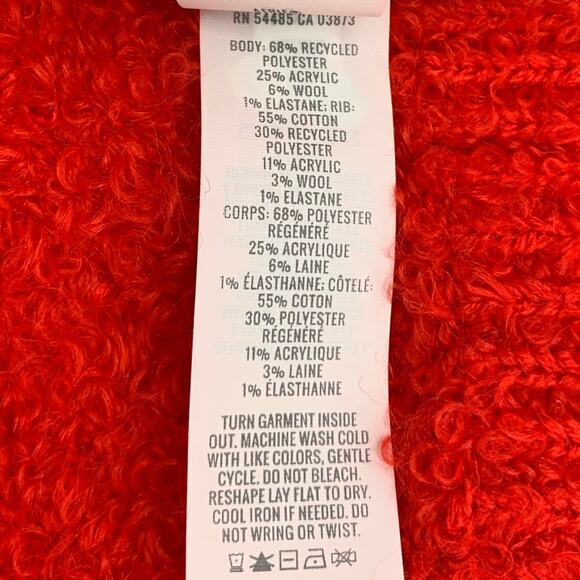 RN 54485 CA 03873
BODY: 68% RECYCLED
POLYESTER
25% ACRYLIC
6% WOOL
1% ELASTANE; RIB:
55% COTTON
30% RECYCLED
POLYESTER
11% ACRYLIC
3% WOOL
1% ELASTANE
CORPS: 68% POLYESTER
RÉGÉNÉRÉ
25% ACRYLIQUE
6% LAINE
1% ÉLASTHANNE; CÔTELÉ:
55% COTON
30% POLYESTER
RÉGÉNÉRÉ
11% ACRYLIQUE
3% LAINE
1% ÉLASTHANNE
TURN GARMENT INSIDE
OUT. MACHINE WASH COLD
WITH LIKE COLORS, GENTLE
CYCLE. DO NOT BLEACH.
RESHAPE LAY FLAT TO DRY.
COOL IRON IF NEEDED. DO
NOT WRING OR TWIST.